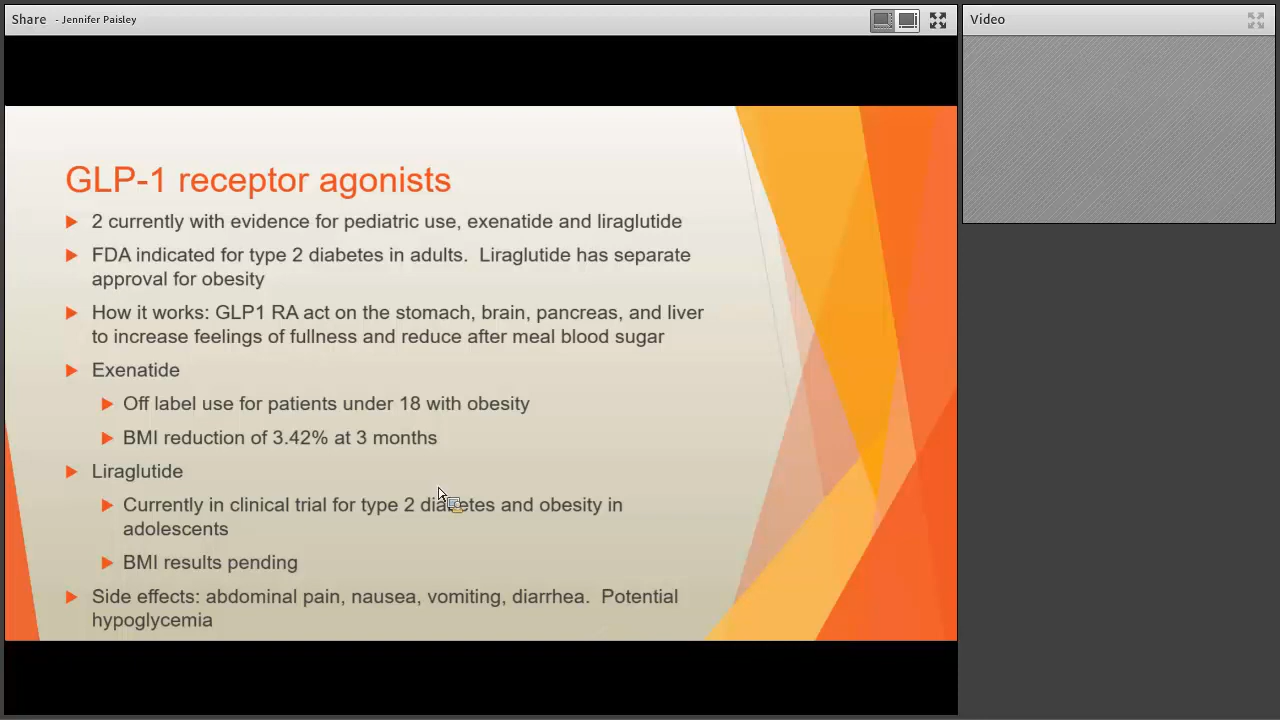 Share - Jennifer Paisley
Video
GLP-1 receptor agonists
2 currently with evidence for pediatric use, exenatide and liraglutide
FDA indicated for type 2 diabetes in adults.  Liraglutide has separate
approval for obesity
How it works: GLP1 RA act on the stomach, brain, pancreas, and liver
to increase feelings of fullness and reduce after meal blood sugar
Exenatide
Off label use for patients under 18 with obesity
BMI reduction of 3.42% at 3 months
Liraglutide
Currently in clinical trial for type 2 diabetes and obesity in
adolescents
BMI results pending
Side effects: abdominal pain, nausea, vomiting, diarrhea.  Potential
hypoglycemia